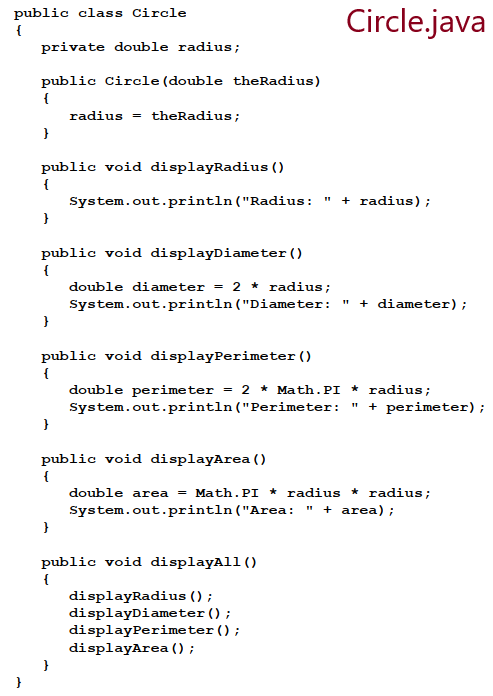 Circle.java
public class Circle
{
   private double radius;

   public Circle(double theRadius)
   {
      radius = theRadius;
   }

   public void displayRadius()
   {
      System.out.println("Radius: " + radius);
   }

   public void displayDiameter()
   {
      double diameter = 2 * radius;
      System.out.println("Diameter: " + diameter);
   }

   public void displayPerimeter()
   {
      double perimeter = 2 * Math.PI * radius;
      System.out.println("Perimeter: " + perimeter);
   }

   public void displayArea()
   {
      double area = Math.PI * radius * radius;
      System.out.println("Area: " + area);
   }

   public void displayAll()
   {
      displayRadius();
      displayDiameter();
      displayPerimeter();
      displayArea();
   }
}